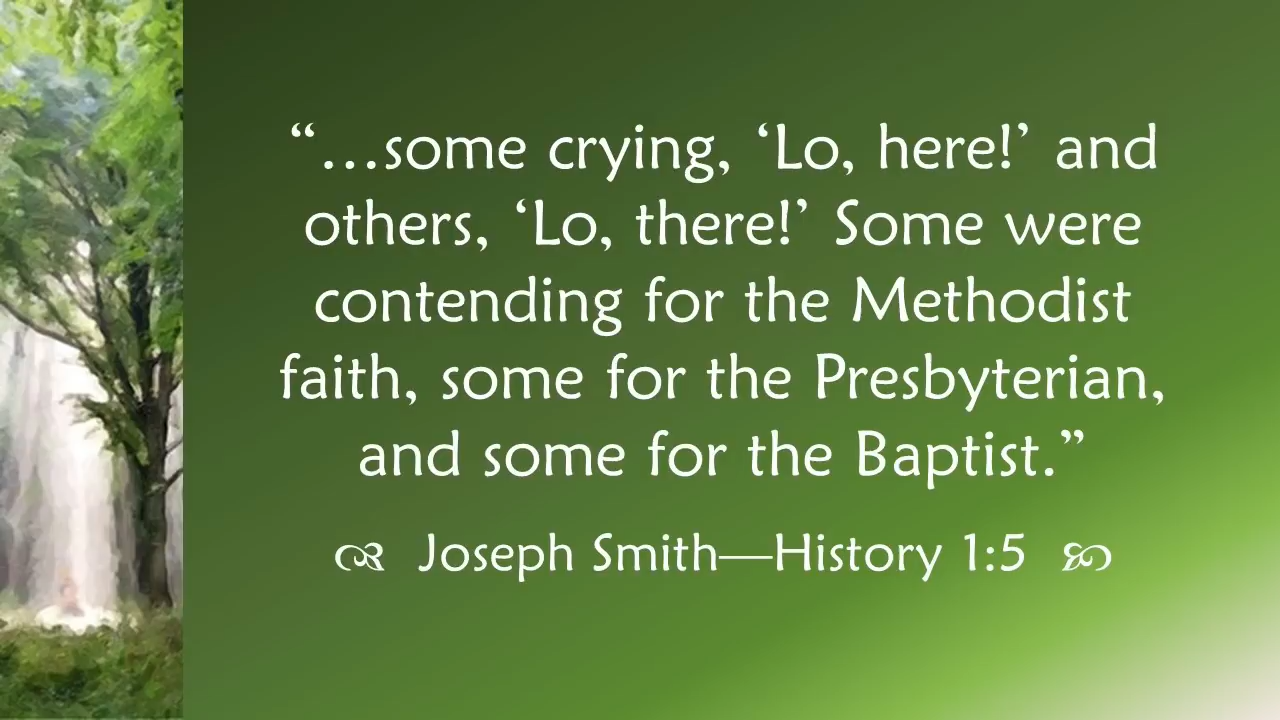 “…some crying, ‘Lo, here!’ and
others, ‘Lo, there!’ Some were
contending for the Methodist
faith, some for the Presbyterian,
and some for the Baptist.”
Joseph Smith—History 1:5